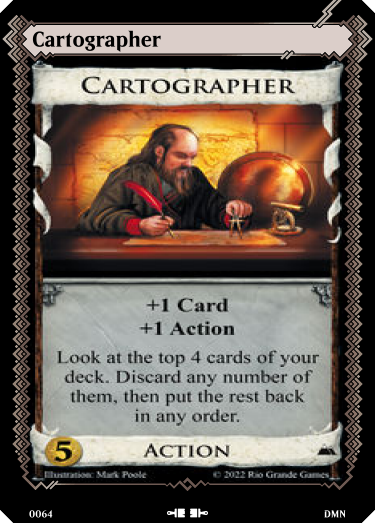 Cartographer
CARTOGRAPHER
+1 Card
+1 Action
Look at the top 4 cards of your
deck. Discard any number of
them, then put the rest back
in any order.
5
ACTION
Illustration: Mark Poole
© 2022 Rio Grande Games
0064
DMN